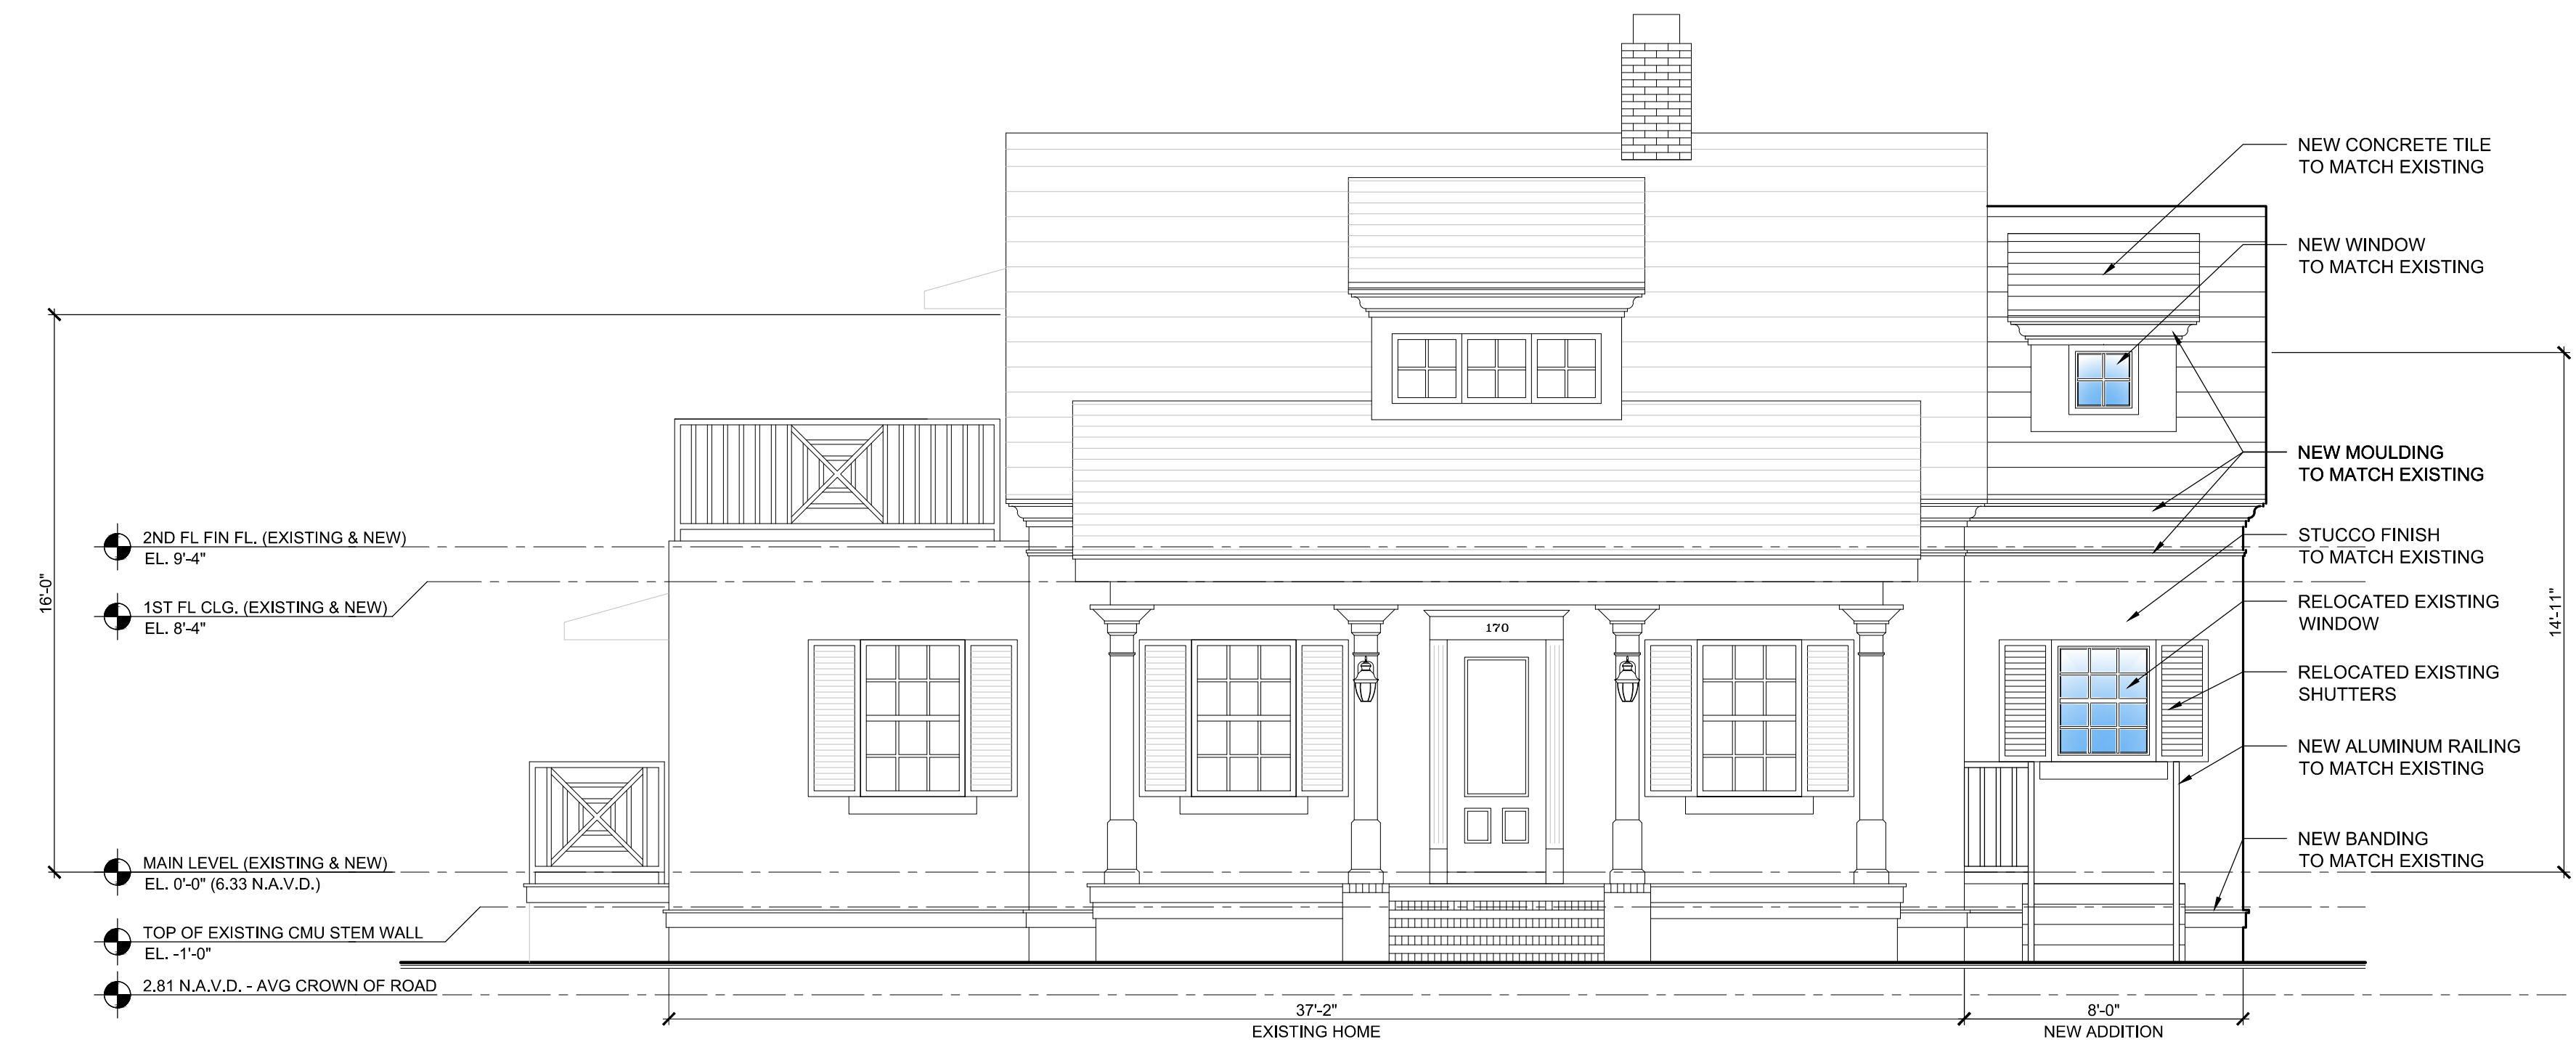 NEW CONCRETE TILE
TO MATCH EXISTING
NEW WINDOW
TO MATCH EXISTING
NEW MOULDING
TO MATCH EXISTING
STUCCO FINISH
TO MATCH EXISTING
RELOCATED EXISTING
WINDOW
RELOCATED EXISTING
SHUTTERS
NEW ALUMINUM RAILING
TO MATCH EXISTING
NEW BANDING
TO MATCH EXISTING
14'-11"
16'-0"
2ND FL FIN FL. (EXISTING & NEW)
EL. 9'-4"
1ST FL CLG. (EXISTING & NEW)
EL. 8'-4"
170
MAIN LEVEL (EXISTING & NEW)
EL. 0'-0" (6.33 N.A.V.D.)
TOP OF EXISTING CMU STEM WALL
EL. -1'-0"
2.81 N.A.V.D. - AVG CROWN OF ROAD
37'-2"
EXISTING HOME
8'-0"
NEW ADDITION